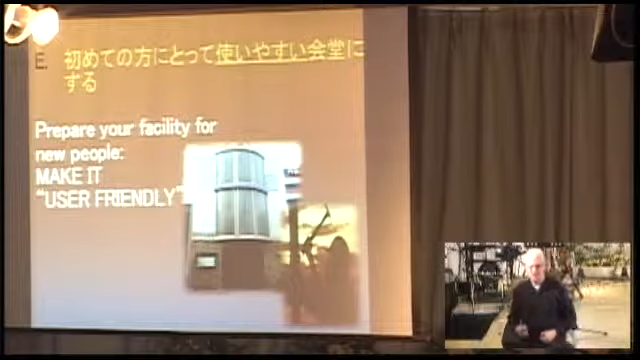 E. 初めての方にとって使いやすい会堂に
する
Prepare your facility for
new people:
MAKE IT
“USER FRIENDLY”